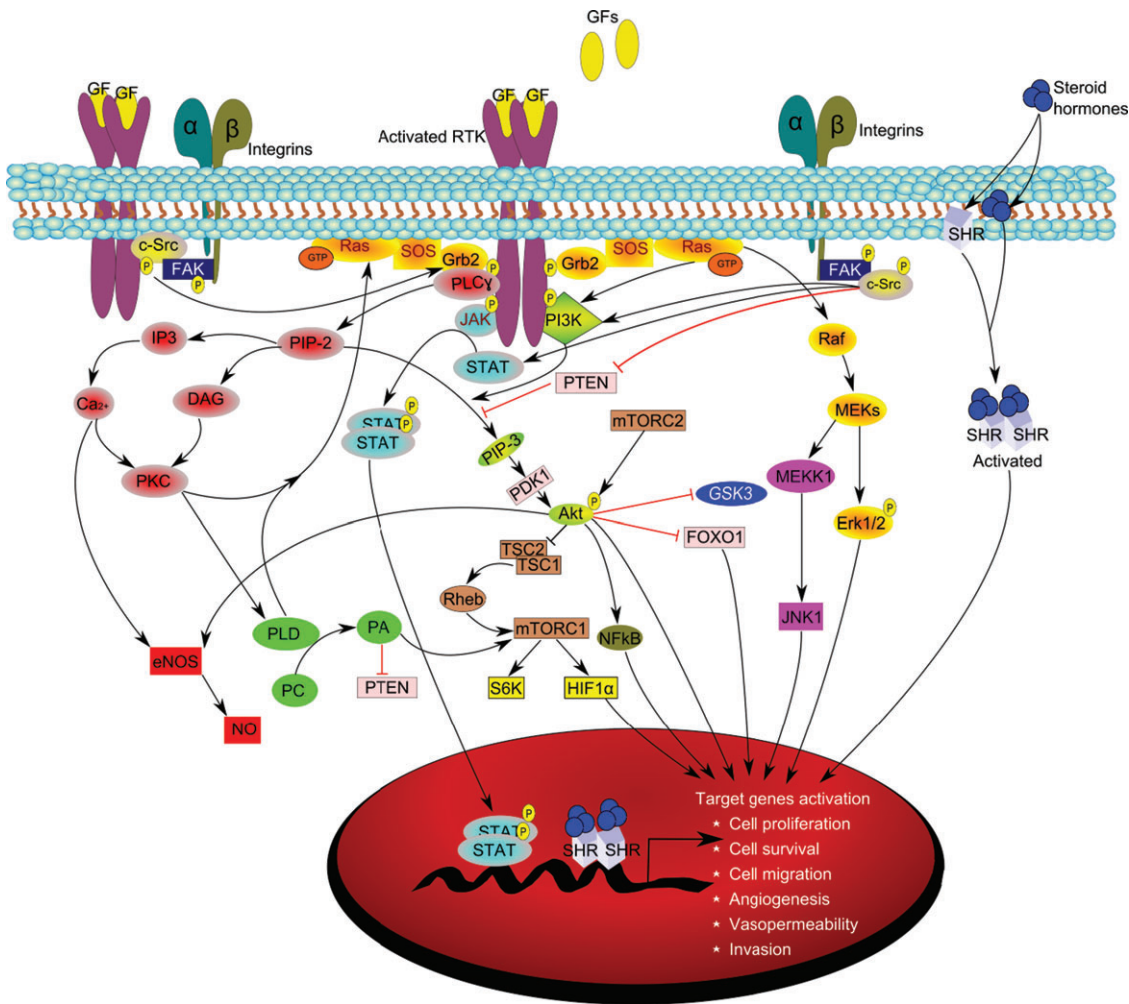 GFs
GF
GF
GF
GF
Steroid
hormones
α
β
Integrins
Activated RTK
α
β
Integrins
c-Src
P
FAK
P
GTP
Ras
SOS
Grb2
P
PLCγ
P
JAK
P
Grb2
SOS
Ras
GTP
P
PI3K
FAK
P
c-Src
P
SHR
IP3
PIP-2
STAT
PTEN
Raf
Ca2+
DAG
STAT
P
P
STAT
PIP-3
mTORC2
MEKs
SHR
SHR
Activated
PKC
PDK1
MEKK1
GSK3
Akt
P
Erk1/2
P
FOXO1
TSC2
TSC1
Rheb
JNK1
PLD
PA
mTORC1
NFkB
eNOS
PC
PTEN
S6K
HIF1α
NO
Target genes activation
★ Cell proliferation
★ Cell survival
★ Cell migration
★ Angiogenesis
★ Vasopermeability
★ Invasion
STAT
P
P
STAT
SHR
SHR